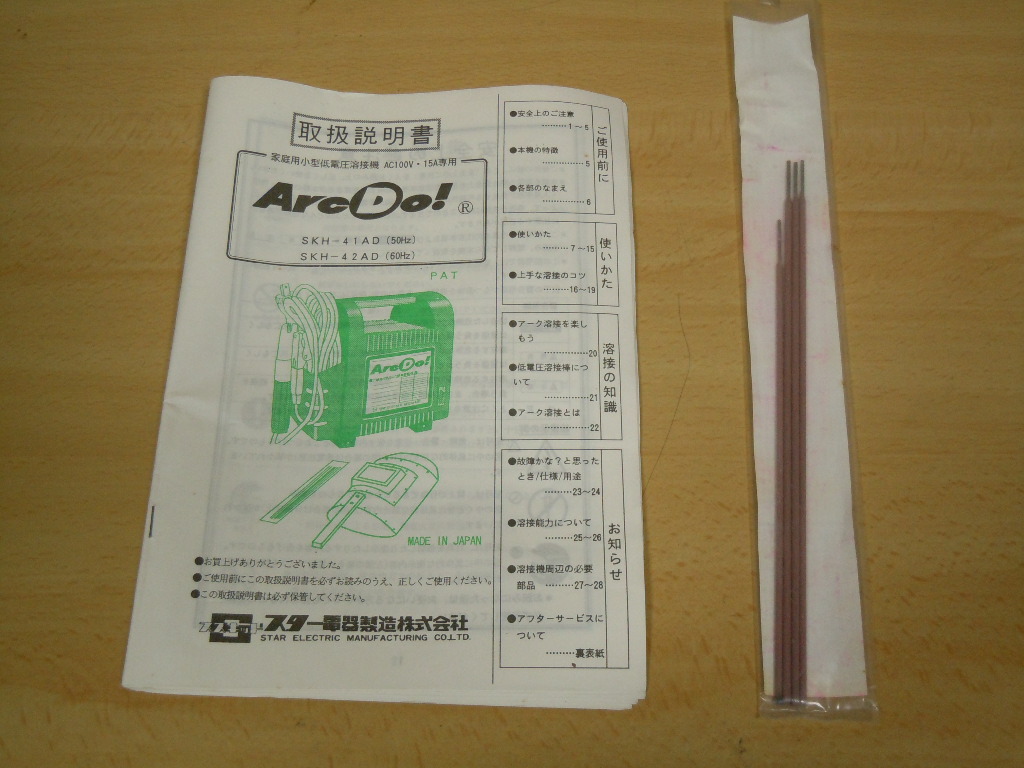 取扱説明書
家庭用小型低電圧溶接機 AC100V・15A専用
ArcDo! ®
SKH-41AD (50Hz)
SKH-42AD (60Hz)
PAT
ArcDo!
MADE IN JAPAN
●お買上げありがとうございました。
●ご使用前にこの取扱説明書を必ずお読みのうえ、正しくご使用ください。
●この取扱説明書は必ず保管してください。
スター電器製造株式会社
STAR ELECTRIC MANUFACTURING CO.,LTD.
ご使用前に
●安全上のご注意
………1～5
●本機の特徴
……………5
●各部のなまえ
……………6
使いかた
●使いかた
………7～15
●上手な溶接のコツ
………16～19
溶接の知識
●アーク溶接を楽し
もう
……………20
●低電圧溶接棒につ
いて
……………21
●アーク溶接とは
……………22
お知らせ
●故障かな?と思った
とき/仕様/用途
………23～24
●溶接能力について
………25～26
●溶接機周辺の必要
部品 ………27～28
●アフターサービスに
ついて
………裏表紙